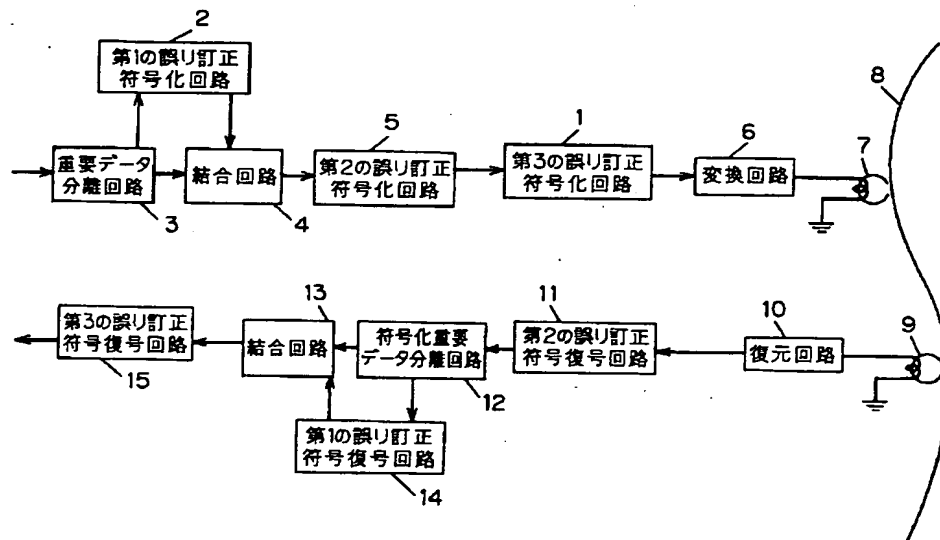 2
第1の誤り訂正
符号化回路
8
5
1
6
7
重要データ
分離回路
結合回路
第2の誤り訂正
符号化回路
第3の誤り訂正
符号化回路
変換回路
3
4
13
11
10
9
第3の誤り訂正
符号復号回路
結合回路
符号化重要
データ分離回路
第2の誤り訂正
符号復号回路
復元回路
15
12
第1の誤り訂正
符号復号回路
14